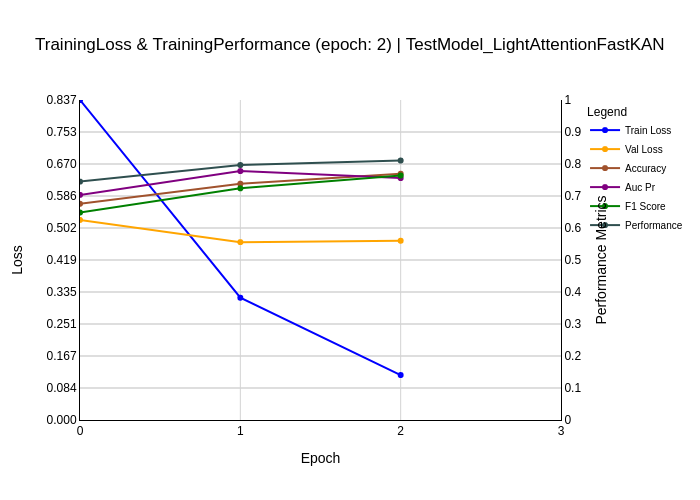 TrainingLoss & TrainingPerformance (epoch: 2) | TestModel_LightAttentionFastKAN
0.837
0.753
0.670
0.586
0.502
0.419
0.335
0.251
0.167
0.084
0.000
Loss
0
1
2
3
Epoch
1
0.9
0.8
0.7
0.6
0.5
0.4
0.3
0.2
0.1
0
Performance Metrics
Legend
Train Loss
Val Loss
Accuracy
Auc Pr
F1 Score
Performance